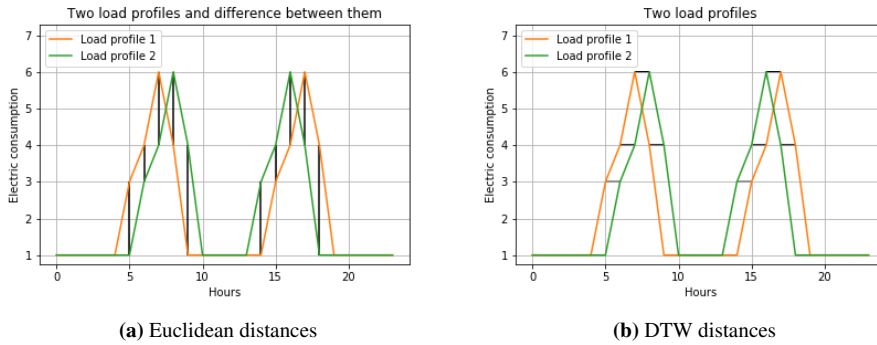 Two load profiles and difference between them
Load profile 1
Load profile 2
Electric consumption
7
6
5
4
3
2
1
0
5
10
15
20
Hours
(a) Euclidean distances
Two load profiles
Load profile 1
Load profile 2
Electric consumption
7
6
5
4
3
2
1
0
5
10
15
20
Hours
(b) DTW distances